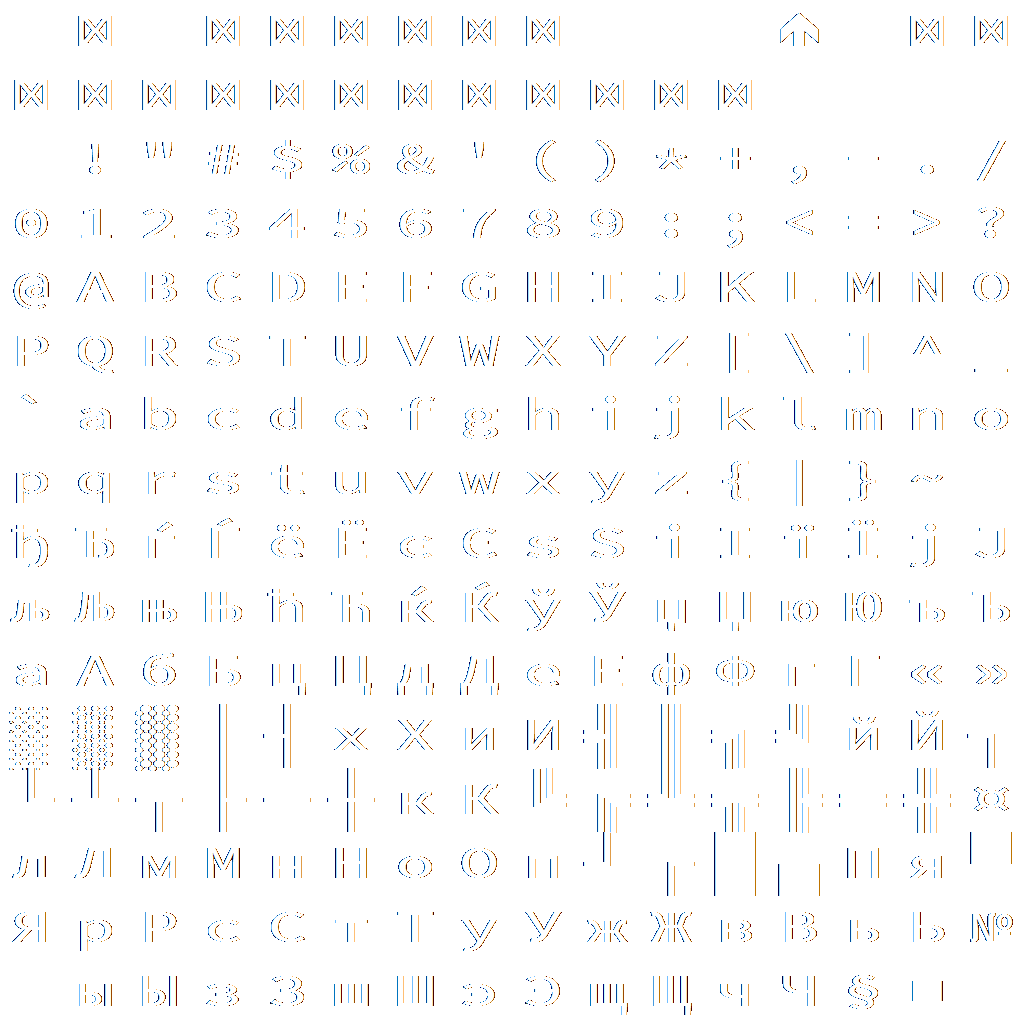 ! " # $ % & ' ( ) * + , - . /
0 1 2 3 4 5 6 7 8 9 : ; < = > ?
@ A B C D E F G H I J K L M N O
P Q R S T U V W X Y Z [ \ ] ^ _
` a b c d e f g h i j k l m n o
p q r s t u v w x y z { | } ~
ђ Ђ ѓ Ѓ ё Ё є Є ѕ Ѕ і І ї Ї ј Ј
љ Љ њ Њ ћ Ћ ќ Ќ ў Ў џ Џ ю Ю ъ Ъ
а А б Б ц Ц д Д е Е ф Ф г Г « »
░ ▒ ▓ │ ┤ х Х и И ╣ ║ ╗ ╝ й Й ┐
└ ┴ ┬ ├ ─ ┼ к К ╚ ╔ ╩ ╦ ╠ ═ ╬ ¤
л Л м М н Н о О п ┘ ┌ █ ▄ П я ▀
Я р Р с С т Т у У ж Ж в В ь Ь №
ы Ы з З ш Ш э Э щ Щ ч Ч § ■